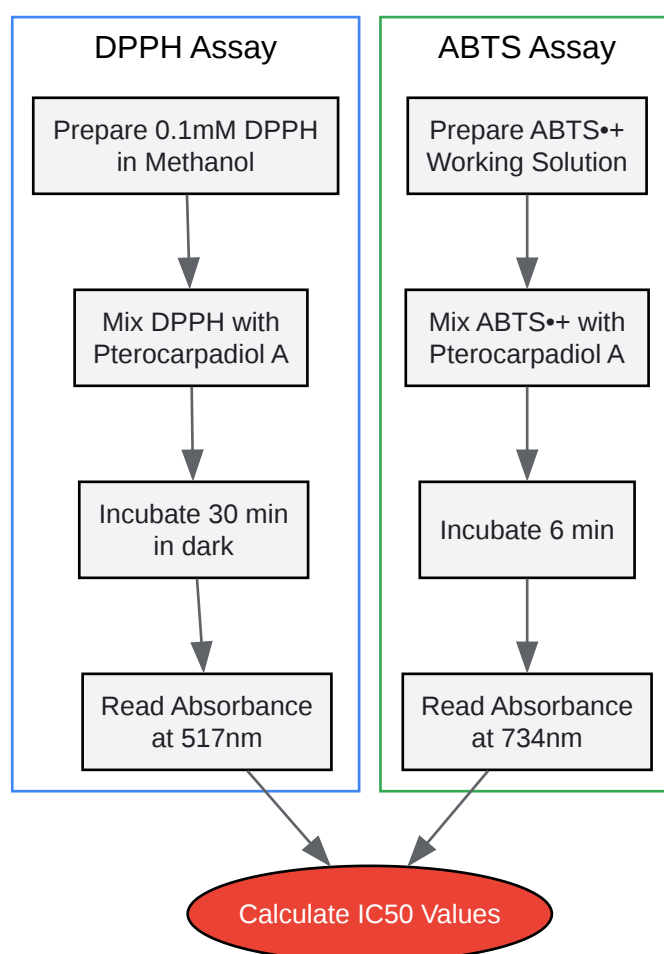 DPPH Assay
Prepare 0.1mM DPPH
in Methanol
Mix DPPH with
Pterocarpadiol A
Incubate 30 min
in dark
Read Absorbance
at 517nm
ABTS Assay
Prepare ABTS•+
Working Solution
Mix ABTS•+ with
Pterocarpadiol A
Incubate 6 min
Read Absorbance
at 734nm
Calculate IC50 Values